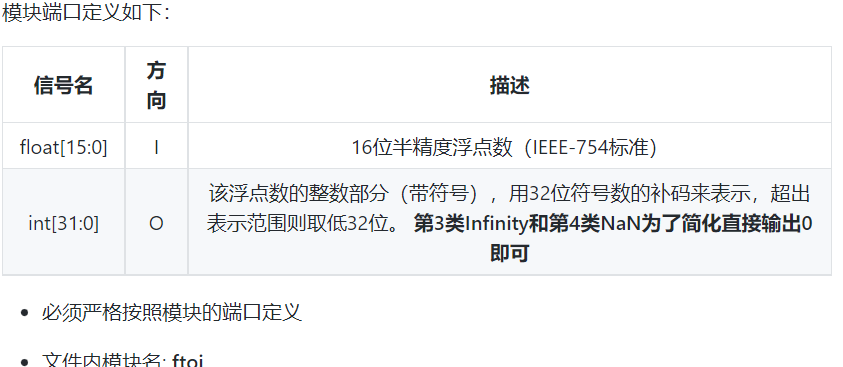 模块端口定义如下：
信号名
方
向
描述
float[15:0]
I
16位半精度浮点数（IEEE-754标准）
int[31:0]
O
该浮点数的整数部分（带符号），用32位符号数的补码来表示，超出
表示范围则取低32位。 第3类Infinity和第4类NaN为了简化直接输出0
即可
必须严格按照模块的端口定义
文件内模块名: ftoi